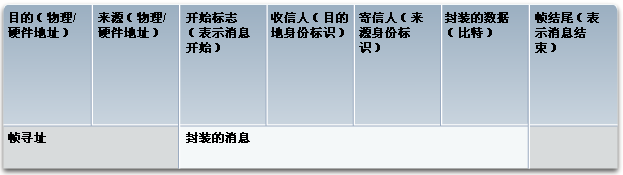 目的（物理/
硬件地址）
来源（物理/
硬件地址）
开始标志
（表示消息
开始）
收信人（目的
地身份标识）
寄信人（来
源身份标
识）
封装的数据
（比特）
帧结尾（表
示消息结
束）
帧寻址
封装的消息